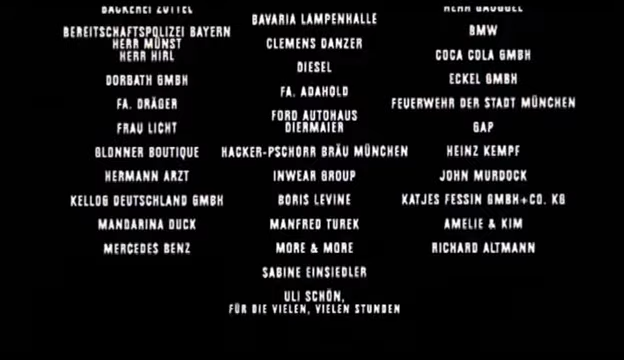 BÄCKEREI ZOTTEL
BEREITSCHAFTSPOLIZEI BAYERN
HERR MÜNST
HERR HIRL
DORBATH GMBH
FA. DRÄGER
FRAU LICHT
GLONNER BOUTIQUE
HERMANN ARZT
KELLOG DEUTSCHLAND GMBH
MANDARINA DUCK
MERCEDES BENZ
BAVARIA LAMPENHALLE
CLEMENS DANZER
DIESEL
FA. ADAHOLD
FORD AUTOHAUS
DIERMAIER
HACKER-PSCHORR BRÄU MÜNCHEN
INWEAR GROUP
BORIS LEVINE
MANFRED TUREK
MORE & MORE
SABINE EINSIEDLER
ULI SCHÖN,
FÜR DIE VIELEN, VIELEN STUNDEN
HERR
BMW
COCA COLA GMBH
ECKEL GMBH
FEUERWEHR DER STADT MÜNCHEN
GAP
HEINZ KEMPF
JOHN MURDOCK
KATJES FESSIN GMBH+CO. KG
AMELIE & KIM
RICHARD ALTMANN